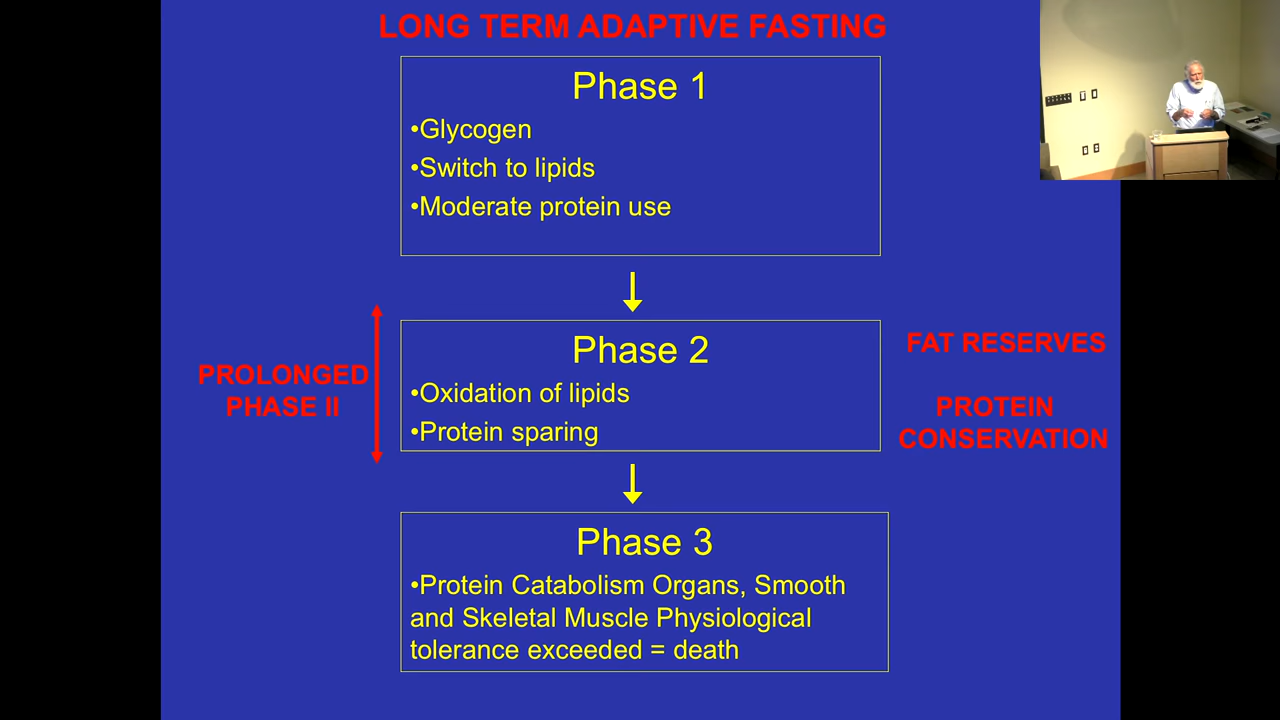 LONG TERM ADAPTIVE FASTING
Phase 1
•Glycogen
•Switch to lipids
•Moderate protein use
PROLONGED
PHASE II
Phase 2
•Oxidation of lipids
•Protein sparing
FAT RESERVES
PROTEIN
CONSERVATION
Phase 3
•Protein Catabolism Organs, Smooth
and Skeletal Muscle Physiological
tolerance exceeded = death